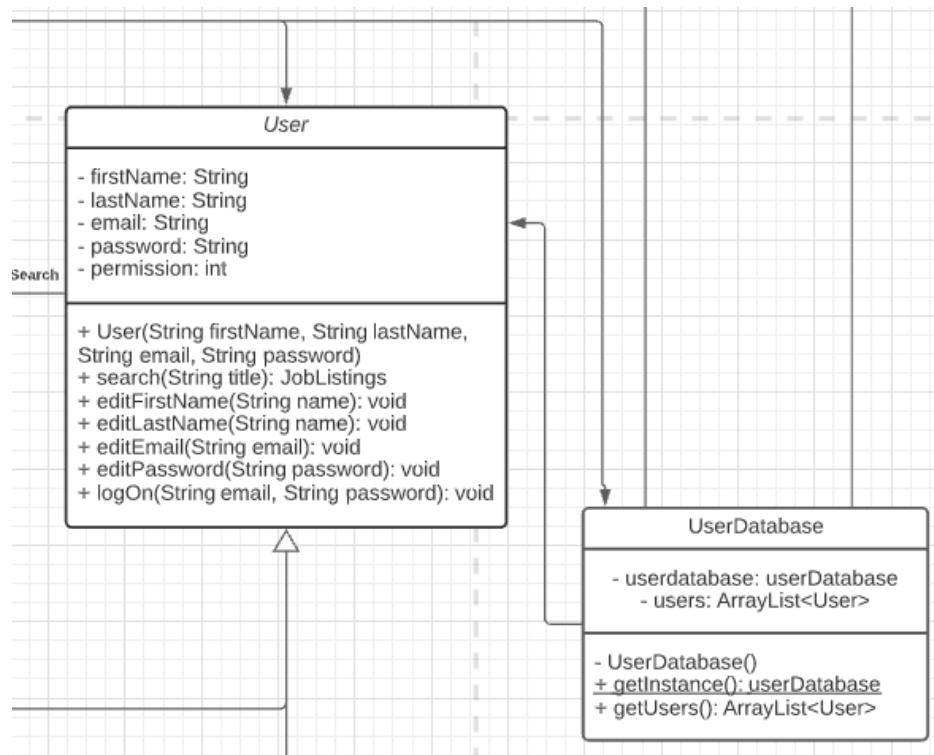 User
- firstName: String
- lastName: String
- email: String
- password: String
- permission: int
Search
+ User(String firstName, String lastName,
String email, String password)
+ search(String title): JobListings
+ editFirstName(String name): void
+ editLastName(String name): void
+ editEmail(String email): void
+ editPassword(String password): void
+ logOn(String email, String password): void
UserDatabase
- userdatabase: userDatabase
- users: ArrayList<User>
- UserDatabase()
+ getInstance(): userDatabase
+ getUsers(): ArrayList<User>